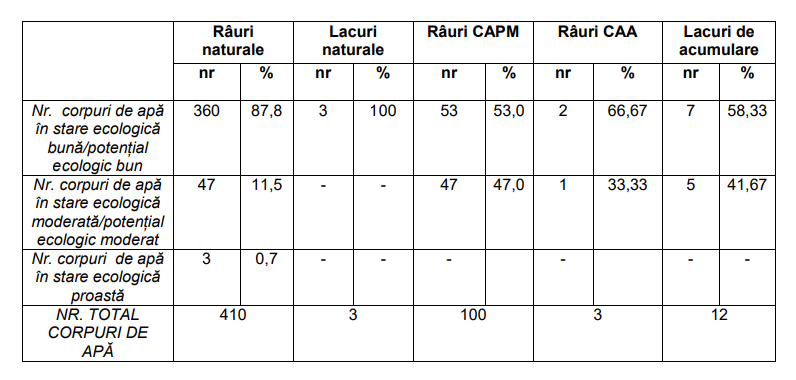 Râuri naturale Lacuri naturale Râuri CAPM Râuri CAA Lacuri de acumulare
nr % nr % nr % nr % nr %
Nr. corpuri de apă 360 87,8 3 100 53 53,0 2 66,67 7 58,33
în stare ecologică
bună/potențial
ecologic bun
Nr. corpuri de apă 47 11,5 - - 47 47,0 1 33,33 5 41,67
în stare ecologică
moderată/potențial
ecologic moderat
Nr. corpuri de apă 3 0,7 - - - - - - -
în stare ecologică
proastă
NR. TOTAL 410 3 100 3 12
CORPURI DE
APĂ